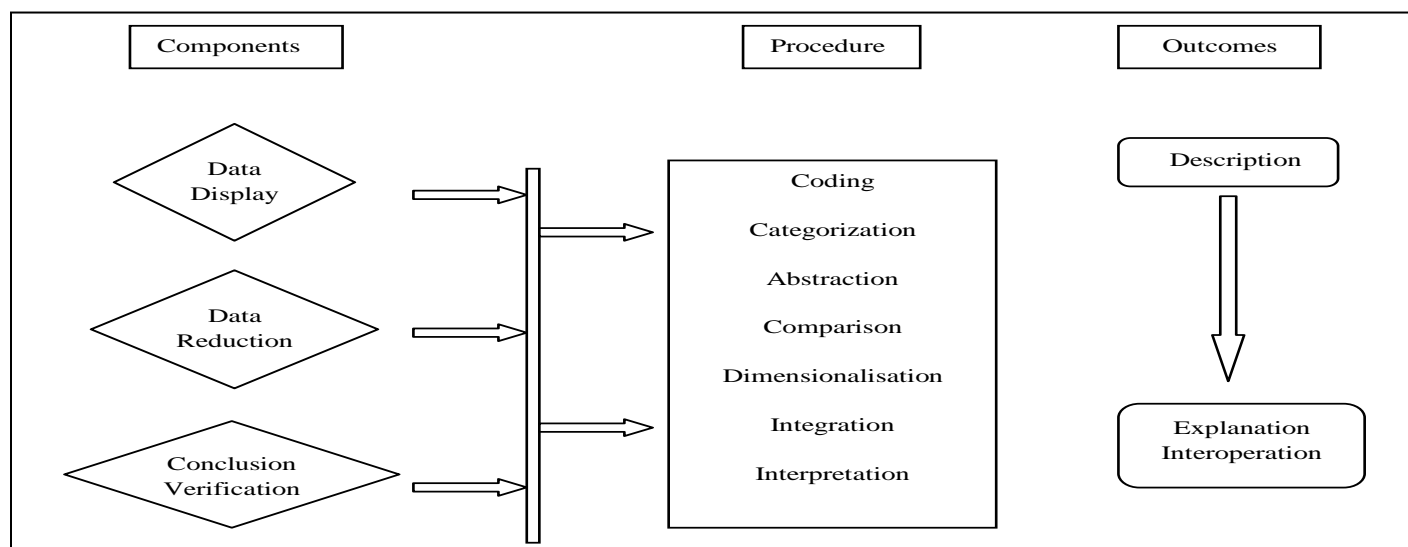 Components
Procedure
Outcomes
Data
Display
Data
Reduction
Conclusion
Verification
Coding
Categorization
Abstraction
Comparison
Dimensionalisation
Integration
Interpretation
Description
Explanation
Interoperation